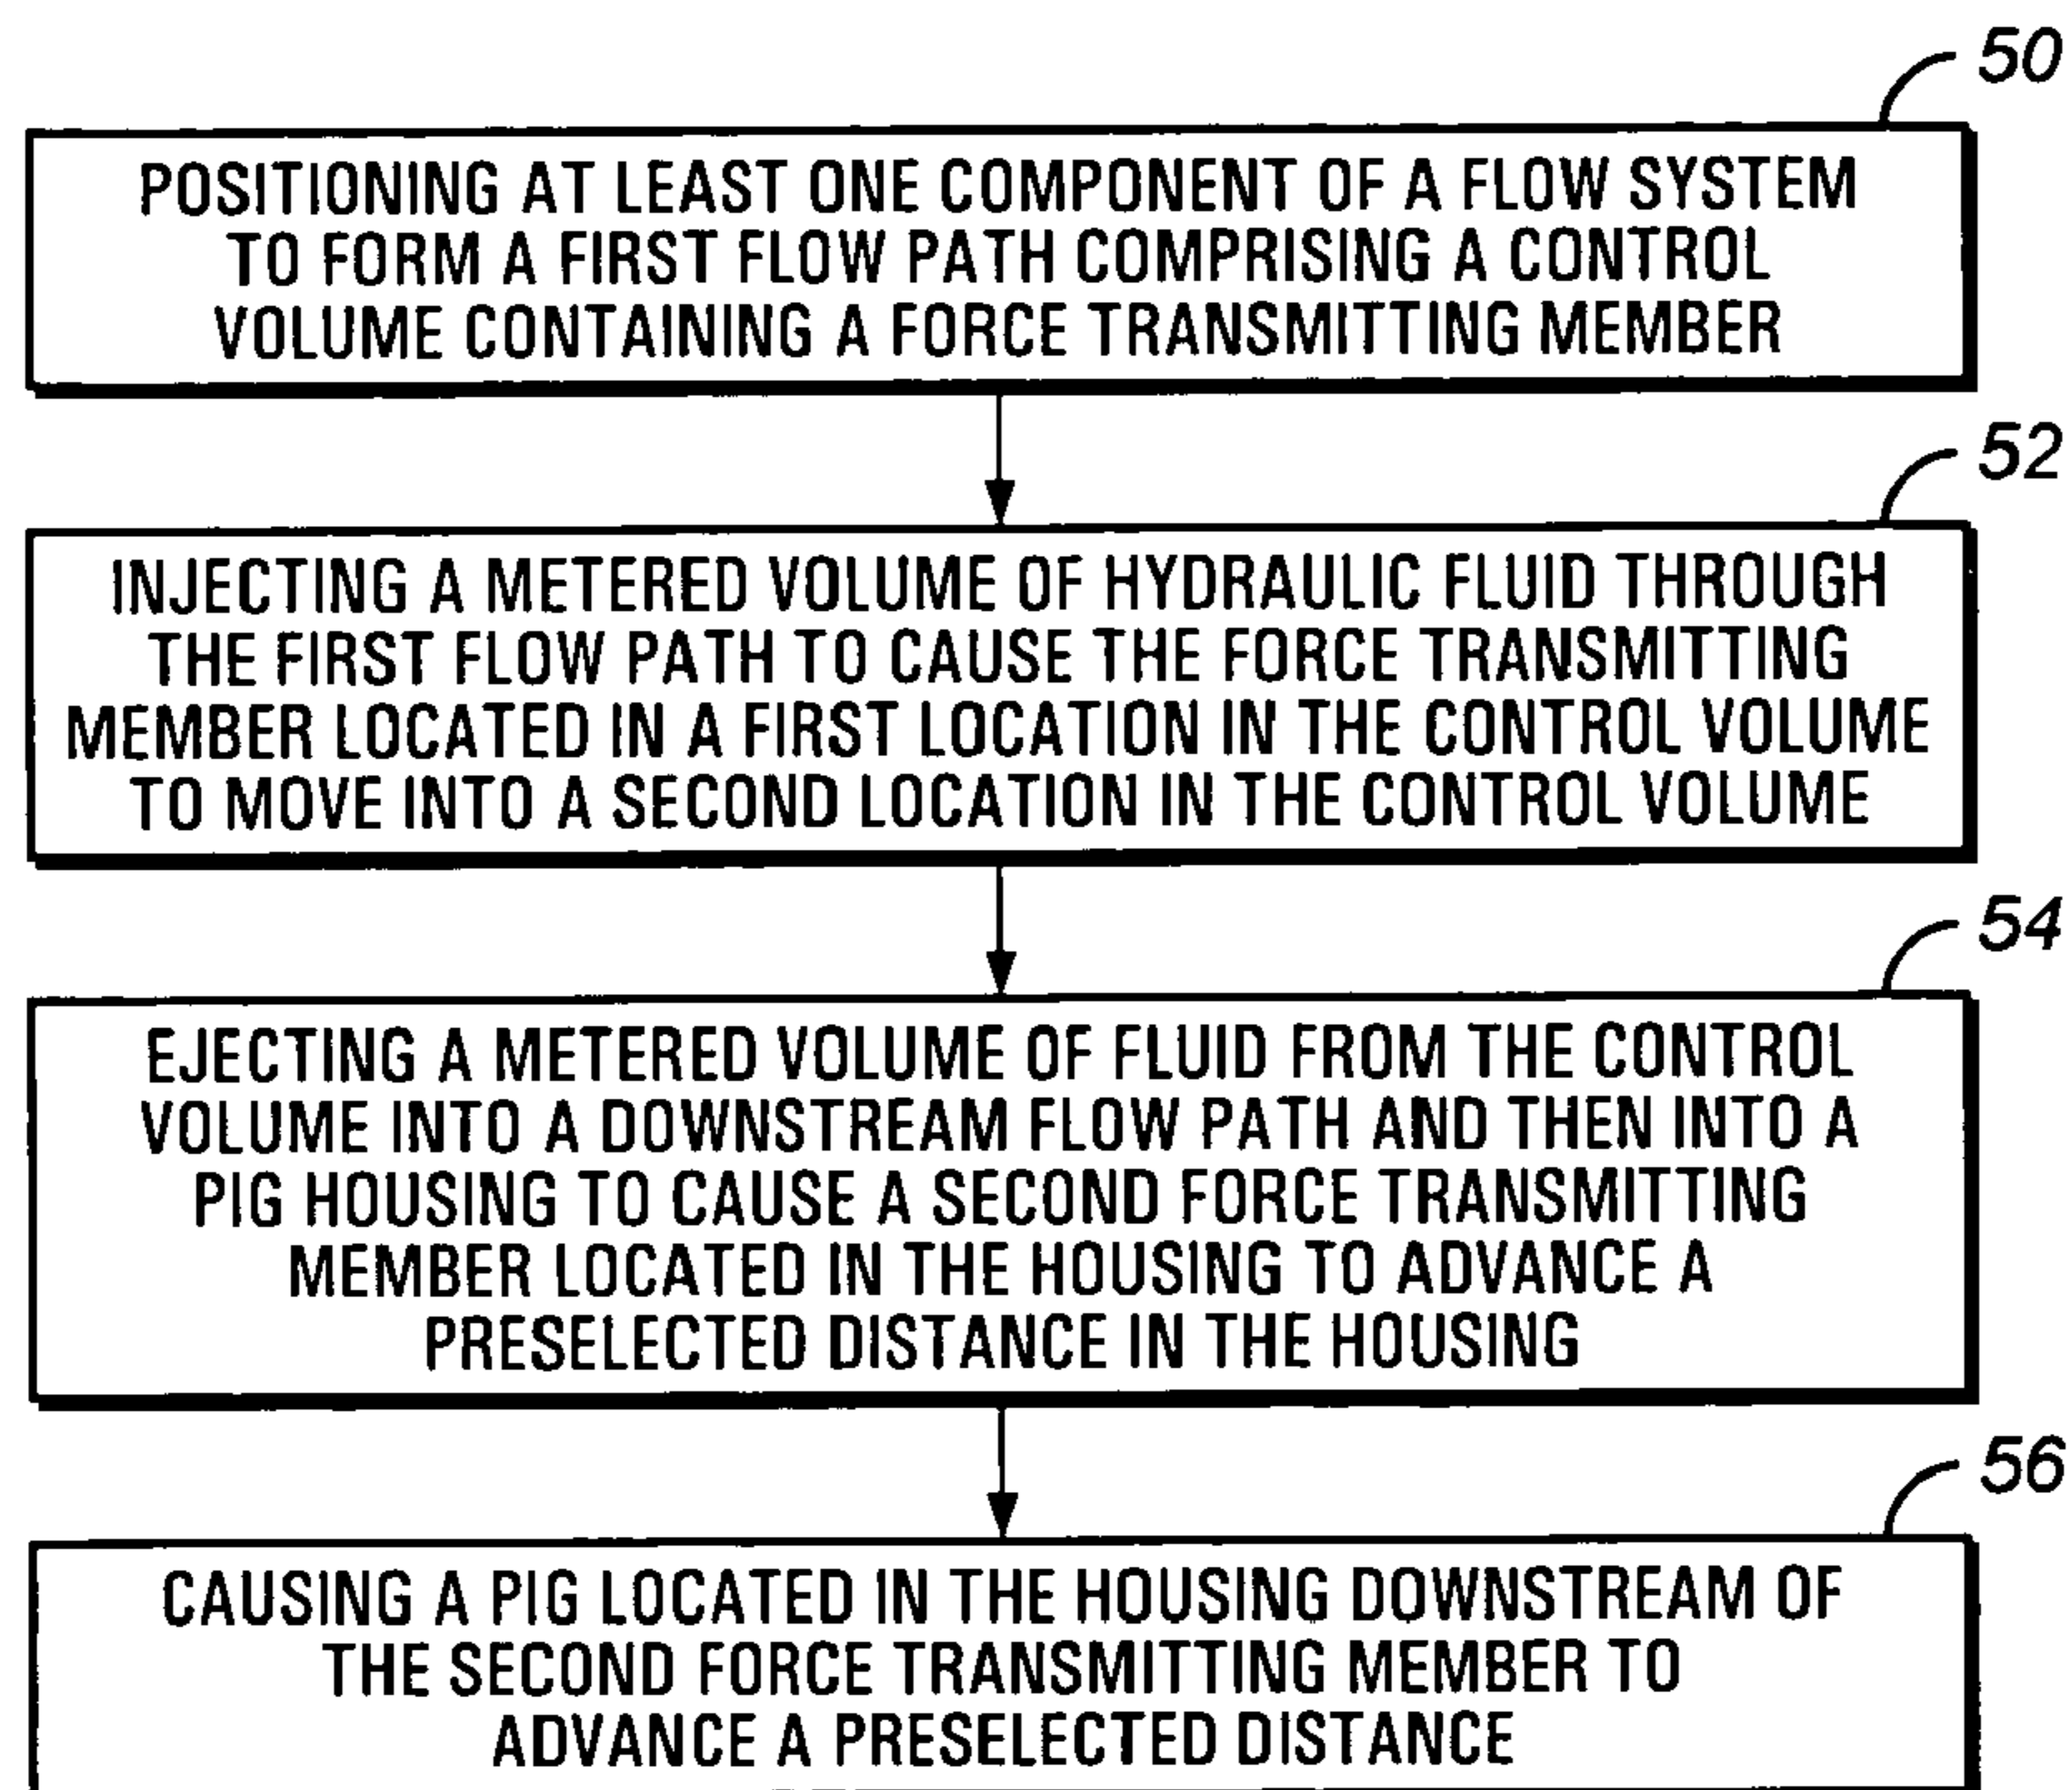 50
POSITIONING AT LEAST ONE COMPONENT OF A FLOW SYSTEM
TO FORM A FIRST FLOW PATH COMPRISING A CONTROL
VOLUME CONTAINING A FORCE TRANSMITTING MEMBER
52
INJECTING A METERED VOLUME OF HYDRAULIC FLUID THROUGH
THE FIRST FLOW PATH TO CAUSE THE FORCE TRANSMITTING
MEMBER LOCATED IN A FIRST LOCATION IN THE CONTROL VOLUME
TO MOVE INTO A SECOND LOCATION IN THE CONTROL VOLUME
54
EJECTING A METERED VOLUME OF FLUID FROM THE CONTROL
VOLUME INTO A DOWNSTREAM FLOW PATH AND THEN INTO A
PIG HOUSING TO CAUSE A SECOND FORCE TRANSMITTING
MEMBER LOCATED IN THE HOUSING TO ADVANCE A
PRESELECTED DISTANCE IN THE HOUSING
56
CAUSING A PIG LOCATED IN THE HOUSING DOWNSTREAM OF
THE SECOND FORCE TRANSMITTING MEMBER TO
ADVANCE A PRESELECTED DISTANCE